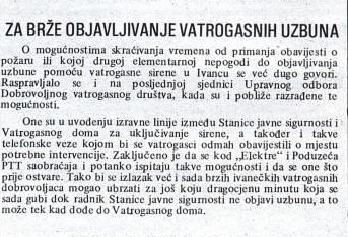 ZA BRŽE OBJAVLJIVANJE VATROGASNIH UZBUNA
O mogućnostima skraćivanja vremena od primanja obavijesti o
požaru ili kojoj drugoj elementarnoj nepogodi do objavljivanja
uzbune pomoću vatrogasne sirene u Ivancu se već dugo govori.
Raspravljalo se i na posljednjoj sjednici Upravnog odbora
Dobrovoljnog vatrogasnog društva, kada su i pobliže razrađene te
mogućnosti.
One su u uvođenju izravne linije između Stanice javne sigurnosti i
Vatrogasnog doma za uključivanje sirene, a također i takve
telefonske veze kojom bi se vatrogasci odmah obavijestili o mjestu
potrebne intervencije. Zaključeno je da se kod „Elektre“ i Poduzeća
PTT saobraćaja i potanko ispitaju takve mogućnosti i da se one što
prije ostvare. Tako bi se izlazak već i sada brzih ivanečkih vatrogasnih
dobrovoljaca mogao ubrzati za još koju dragocjenu minutu koja se
sada gubi dok radnik Stanice javne sigurnosti ne objavi uzbunu, a to
može tek kad dođe do Vatrogasnog doma.